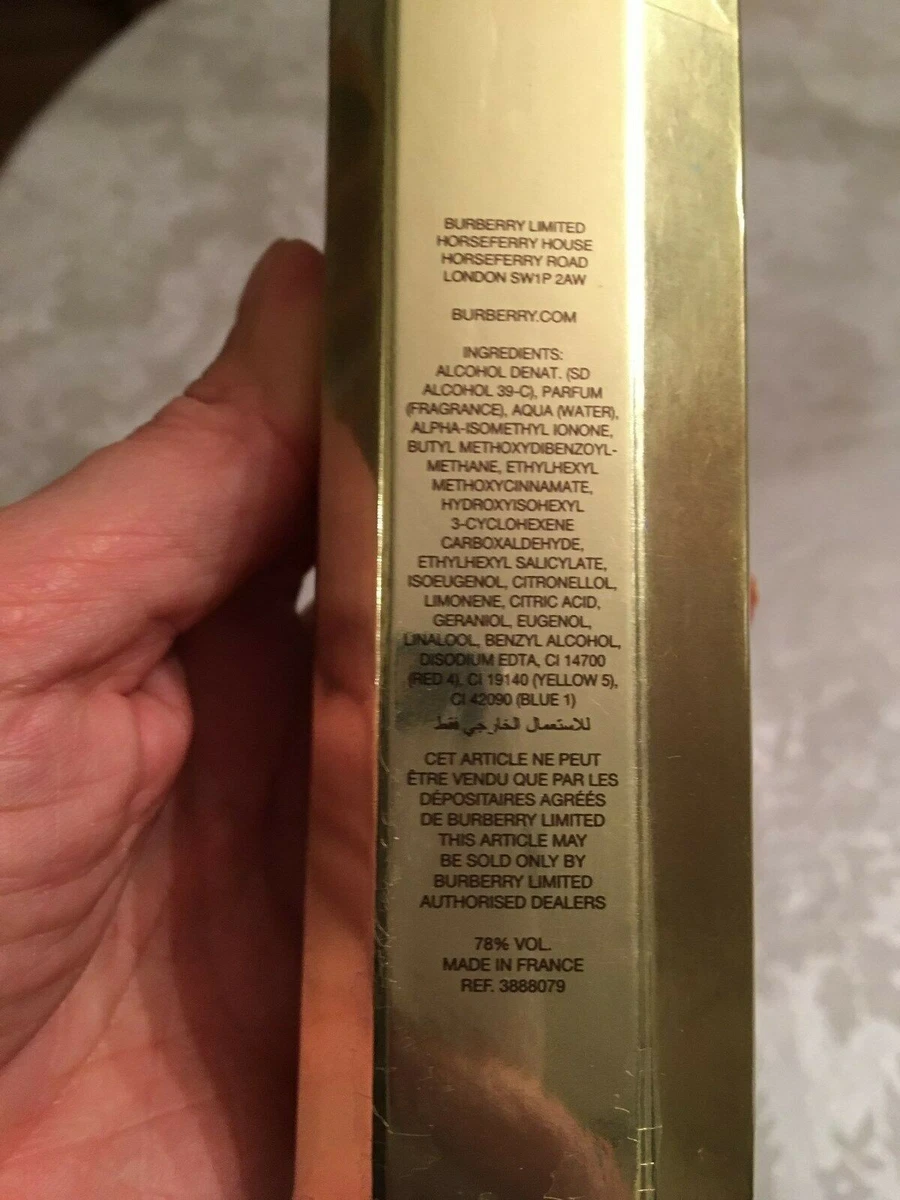 BURBERRY LIMITED
HORSEFERRY HOUSE
HORSEFERRY ROAD
LONDON SW1P 2AW
BURBERRY.COM
INGREDIENTS:
ALCOHOL DENAT. (SD
ALCOHOL 39-C), PARFUM
(FRAGRANCE), AQUA (WATER),
ALPHA-ISOMETHYL IONONE,
BUTYL METHOXYDIBENZOYL-
METHANE, ETHYLHEXYL
METHOXYCINNAMATE,
HYDROXYISOHEXYL
3-CYCLOHEXENE
CARBOXALDEHYDE,
ETHYLHEXYL SALICYLATE,
ISOEUGENOL, CITRONELLOL,
LIMONENE, CITRIC ACID,
GERANIOL, EUGENOL,
LINALOOL, BENZYL ALCOHOL,
DISODIUM EDTA, CI 14700
(RED 4), CI 19140 (YELLOW 5),
CI 42090 (BLUE 1)
للاستعمال الخارجي فقط
CET ARTICLE NE PEUT
ÊTRE VENDU QUE PAR LES
DÉPOSITAIRES AGRÉÉS
DE BURBERRY LIMITED
THIS ARTICLE MAY
BE SOLD ONLY BY
BURBERRY LIMITED
AUTHORISED DEALERS
78% VOL.
MADE IN FRANCE
REF. 3888079